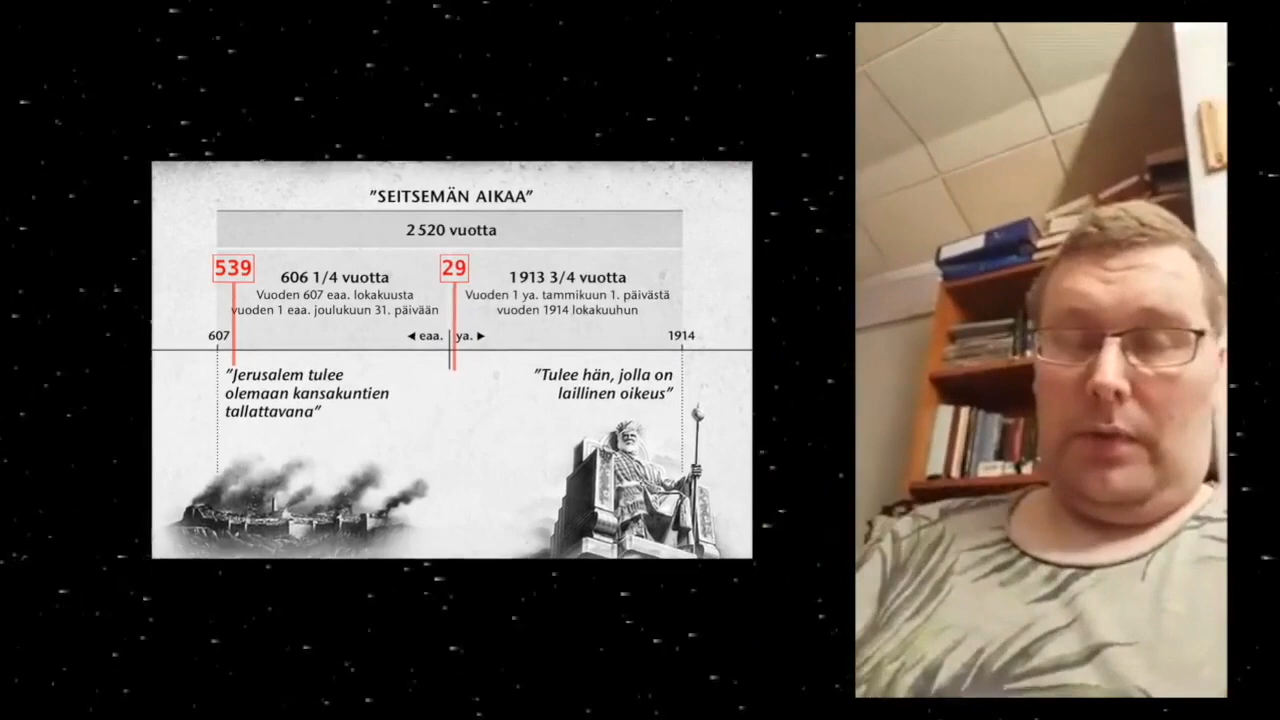 ”SEITSEMÄN AIKAA”
2 520 vuotta
539
606 1/4 vuotta
Vuoden 607 eaa. lokakuusta
vuoden 1 eaa. joulukuun 31. päivään
29
1 913 3/4 vuotta
Vuoden 1 ya. tammikuun 1. päivästä
vuoden 1914 lokakuuhun
607
◄ eaa.
ya. ►
1914
”Jerusalem tulee
olemaan kansakuntien
tallattavana”
”Tulee hän, jolla on
laillinen oikeus”